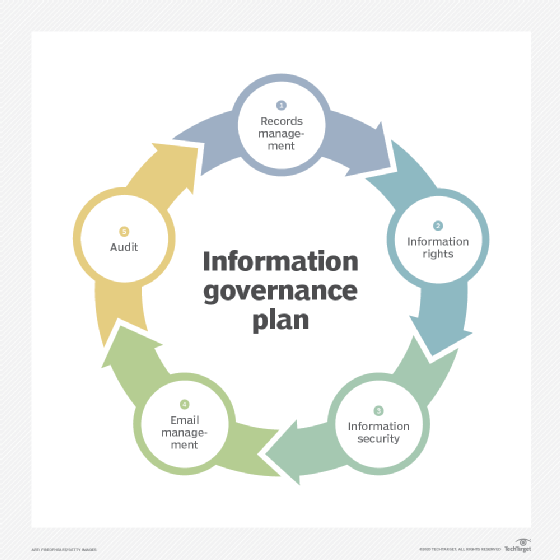 Information
governance
plan
1
Records
manage-
ment
2
Information
rights
3
Information
security
4
Email
manage-
ment
5
Audit
TechTarget